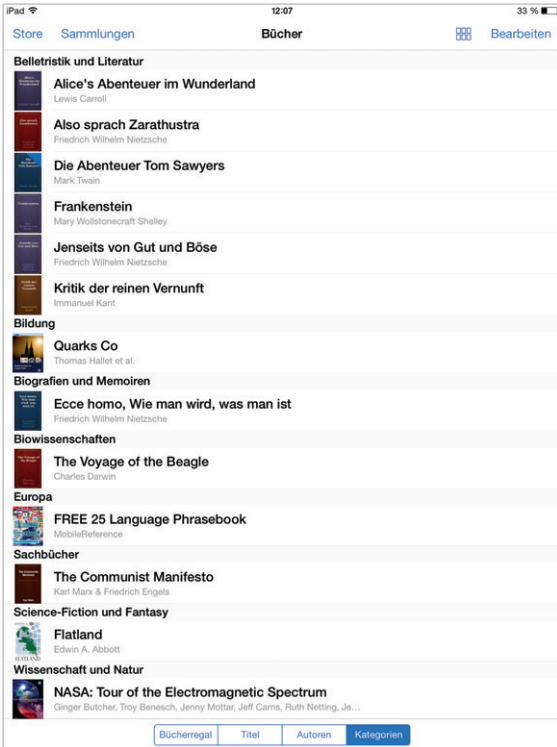 iPad 12:07 33 %
Store Sammlungen Bücher Bearbeiten
Belletristik und Literatur
Alice's Abenteuer im Wunderland
Lewis Carroll
Also sprach Zarathustra
Friedrich Wilhelm Nietzsche
Die Abenteuer Tom Sawyers
Mark Twain
Frankenstein
Mary Wollstonecraft Shelley
Jenseits von Gut und Böse
Friedrich Wilhelm Nietzsche
Kritik der reinen Vernunft
Immanuel Kant
Bildung
Quarks Co
Thomas Hallet et al.
Biografien und Memoiren
Ecce homo, Wie man wird, was man ist
Friedrich Wilhelm Nietzsche
Biowissenschaften
The Voyage of the Beagle
Charles Darwin
Europa
FREE 25 Language Phrasebook
MobileReference
Sachbücher
The Communist Manifesto
Karl Marx & Friedrich Engels
Science-Fiction und Fantasy
Flatland
Edwin A. Abbott
FLATLAND
Wissenschaft und Natur
NASA: Tour of the Electromagnetic Spectrum
Ginger Butcher, Troy Benesch, Jenny Mottar, Jeff Cams, Ruth Netting, Je…
Bücherregal Titel Autoren Kategorien